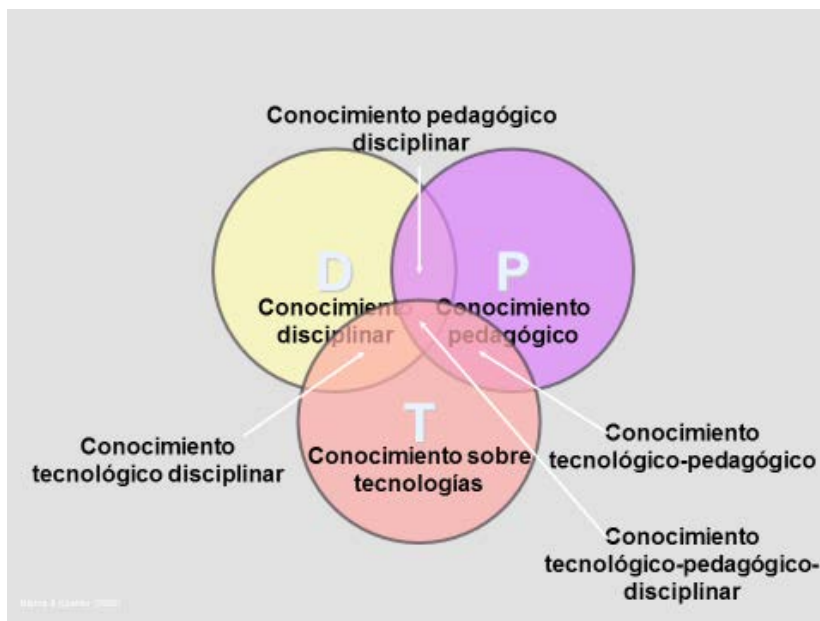 Conocimiento pedagógico
disciplinar
D
P
Conocimiento
disciplinar
Conocimiento
pedagógico
T
Conocimiento sobre
tecnologías
Conocimiento
tecnológico disciplinar
Conocimiento
tecnológico-pedagógico
Conocimiento
tecnológico-pedagógico-
disciplinar